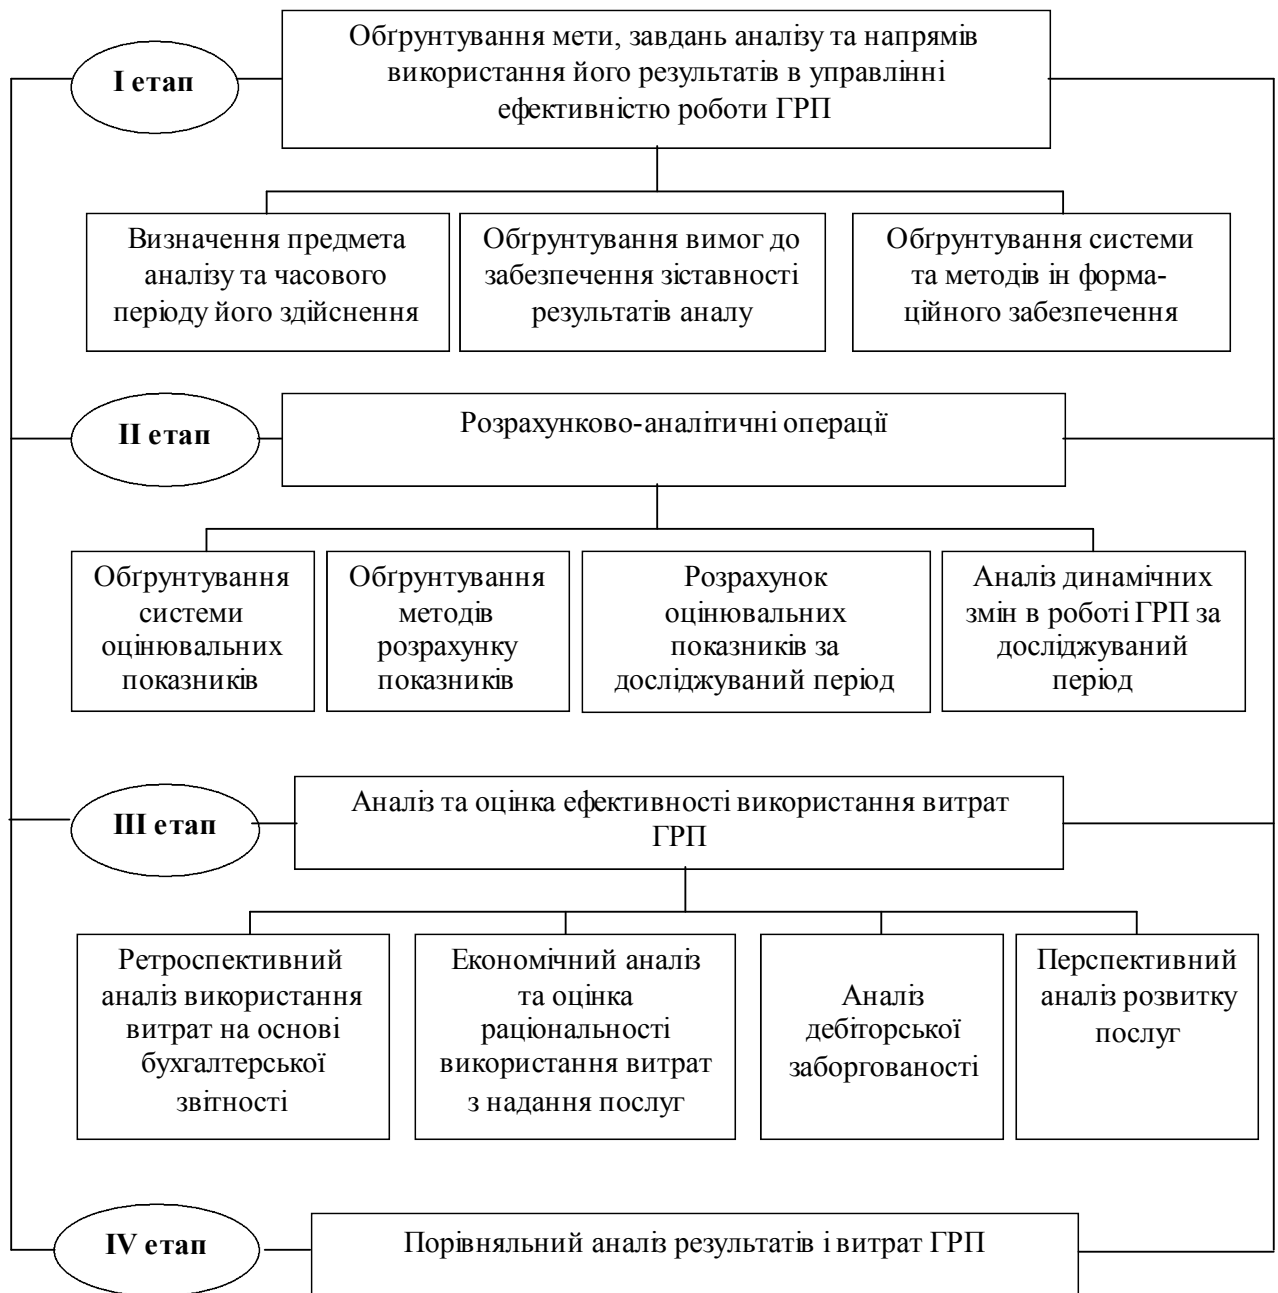 І етап
Обґрунтування мети, завдань аналізу та напрямів
використання його результатів в управлінні
ефективністю роботи ГРП
Визначення предмета
аналізу та часового
періоду його здійснення
Обґрунтування вимог до
забезпечення зіставності
результатів аналу
Обґрунтування системи
та методів ін форма-
ційного забезпечення
ІІ етап
Розрахунково-аналітичні операції
Обґрунтування
системи
оцінювальних
показників
Обґрунтування
методів
розрахунку
показників
Розрахунок
оцінювальних
показників за
досліджуваний період
Аналіз динамічних
змін в роботі ГРП за
досліджуваний
період
ІІІ етап
Аналіз та оцінка ефективності використання витрат
ГРП
Ретроспективний
аналіз використання
витрат на основі
бухгалтерської
звітності
Економічний аналіз
та оцінка
раціональності
використання витрат
з надання послуг
Аналіз
дебіторської
заборгованості
Перспективний
аналіз розвитку
послуг
IV етап
Порівняльний аналіз результатів і витрат ГРП